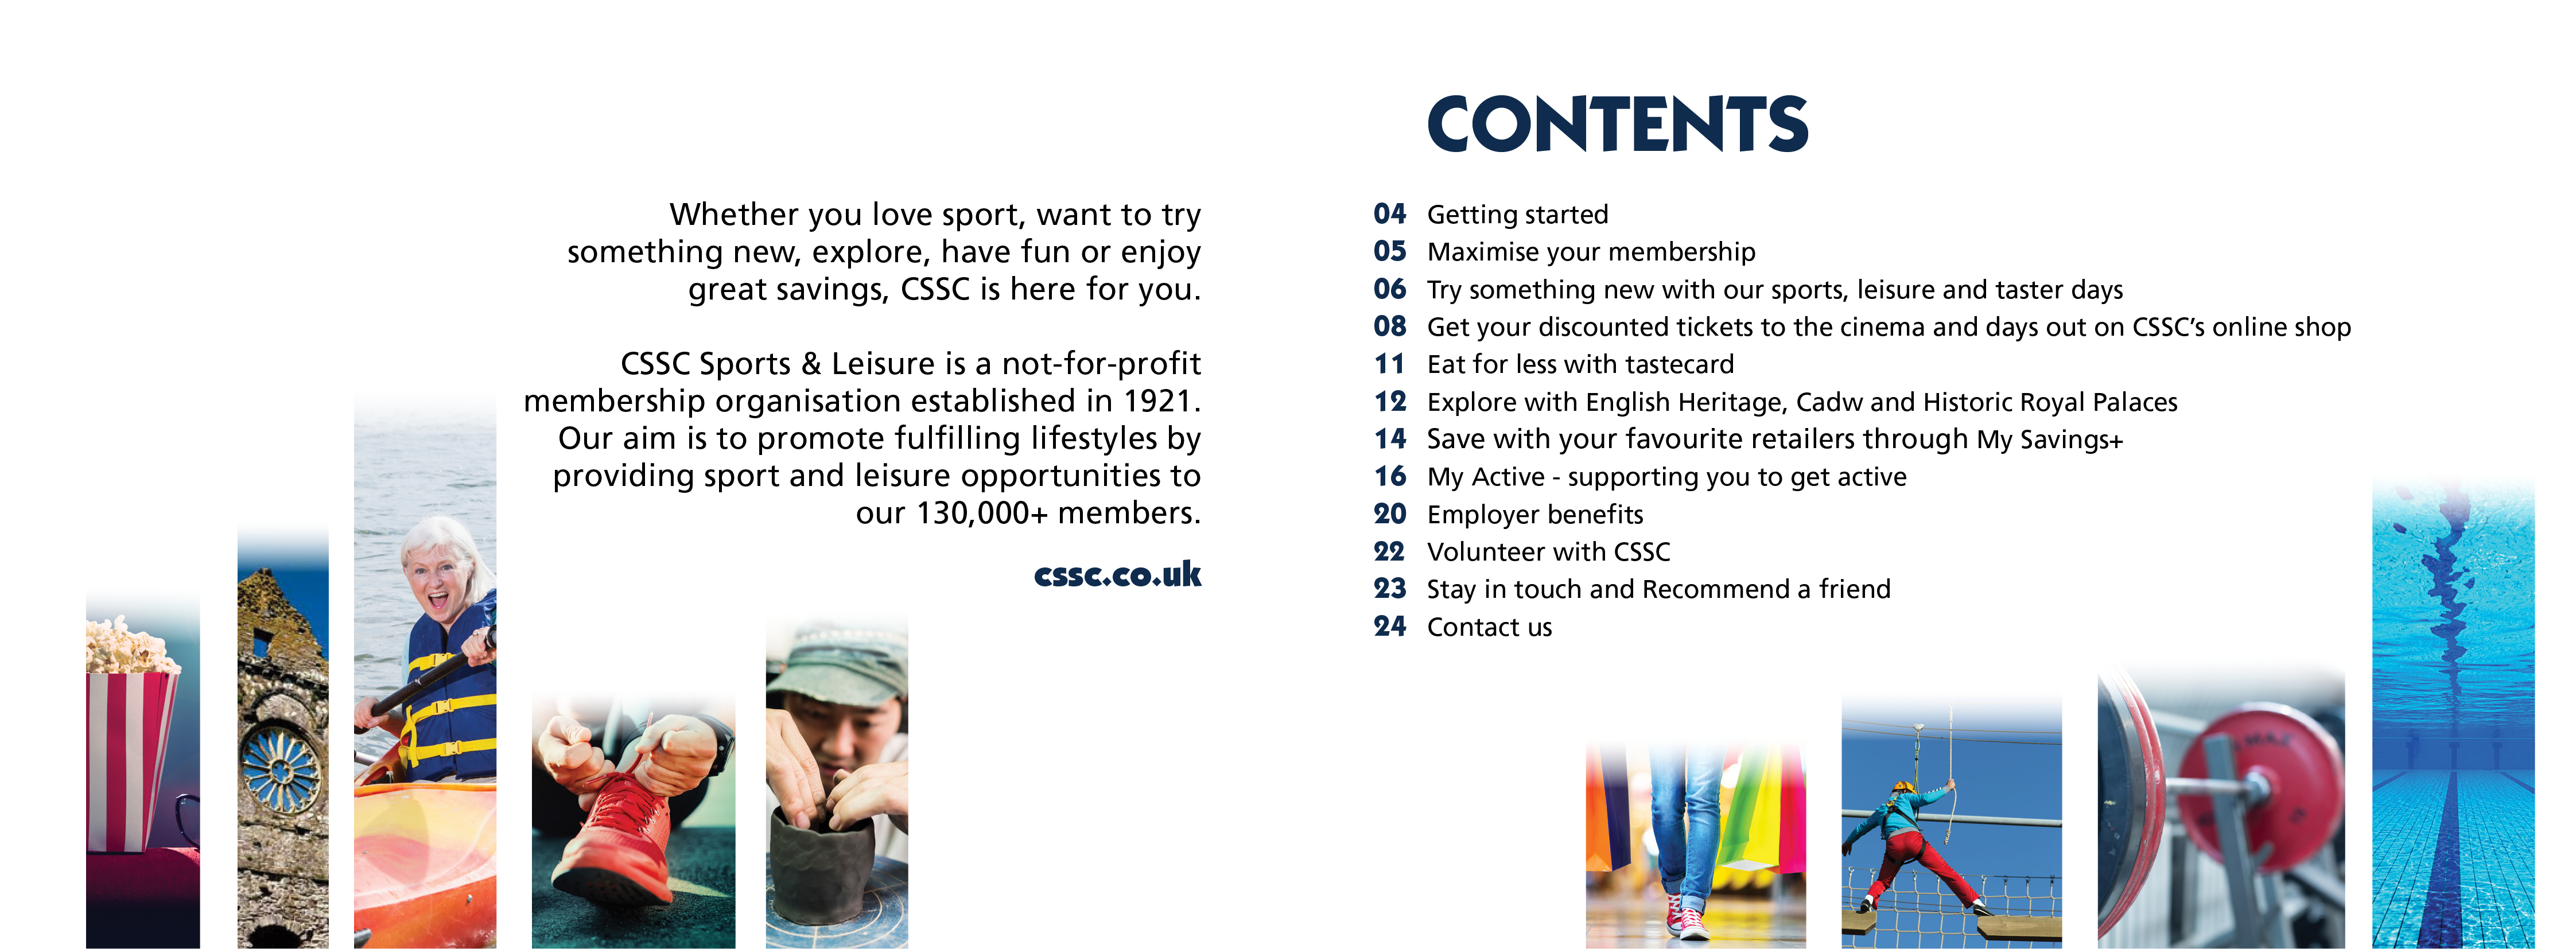 Whether you love sport, want to try
something new, explore, have fun or enjoy
great savings, CSSC is here for you.
CSSC Sports & Leisure is a not-for-profit
membership organisation established in 1921.
Our aim is to promote fulfilling lifestyles by
providing sport and leisure opportunities to
our 130,000+ members.
cssc.co.uk
CONTENTS
04 Getting started
05 Maximise your membership
06 Try something new with our sports, leisure and taster days
08 Get your discounted tickets to the cinema and days out on CSSC's online shop
11 Eat for less with tastecard
12 Explore with English Heritage, Cadw and Historic Royal Palaces
14 Save with your favourite retailers through My Savings+
16 My Active - supporting you to get active
20 Employer benefits
22 Volunteer with CSSC
23 Stay in touch and Recommend a friend
24 Contact us